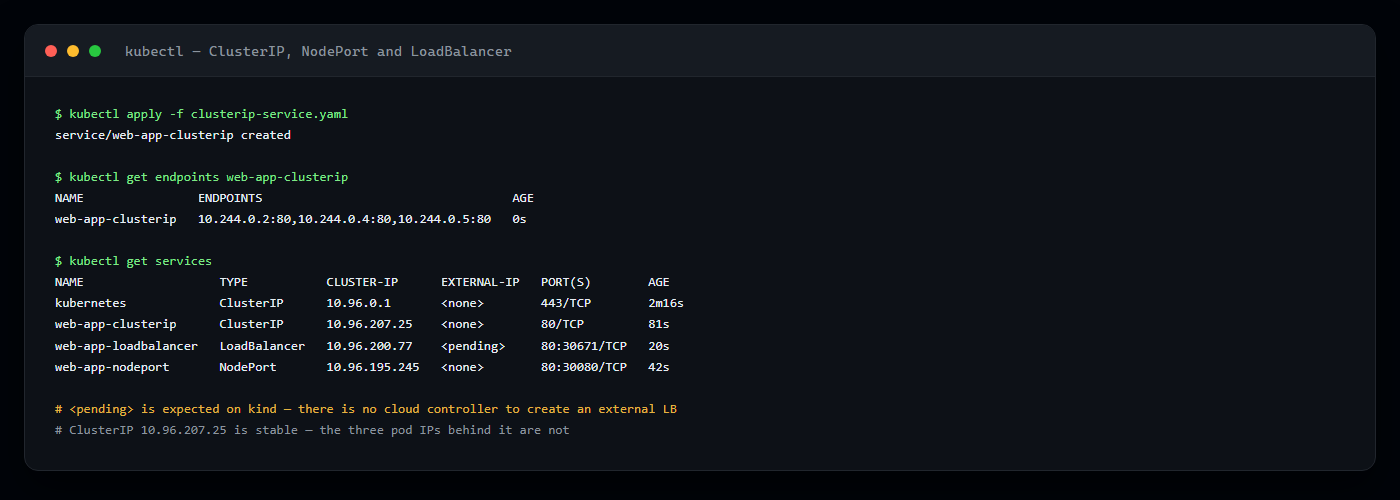 kubectl — ClusterIP, NodePort and LoadBalancer
$ kubectl apply -f clusterip-service.yaml
service/web-app-clusterip created
$ kubectl get endpoints web-app-clusterip
NAME                ENDPOINTS                                   AGE
web-app-clusterip   10.244.0.2:80,10.244.0.4:80,10.244.0.5:80   0s
$ kubectl get services
NAME                   TYPE           CLUSTER-IP      EXTERNAL-IP   PORT(S)        AGE
kubernetes             ClusterIP      10.96.0.1       <none>        443/TCP        2m16s
web-app-clusterip      ClusterIP      10.96.207.25    <none>        80/TCP         81s
web-app-loadbalancer   LoadBalancer   10.96.200.77    <pending>     80:30671/TCP   20s
web-app-nodeport       NodePort       10.96.195.245   <none>        80:30080/TCP   42s
# <pending> is expected on kind — there is no cloud controller to create an external LB
# ClusterIP 10.96.207.25 is stable — the three pod IPs behind it are not